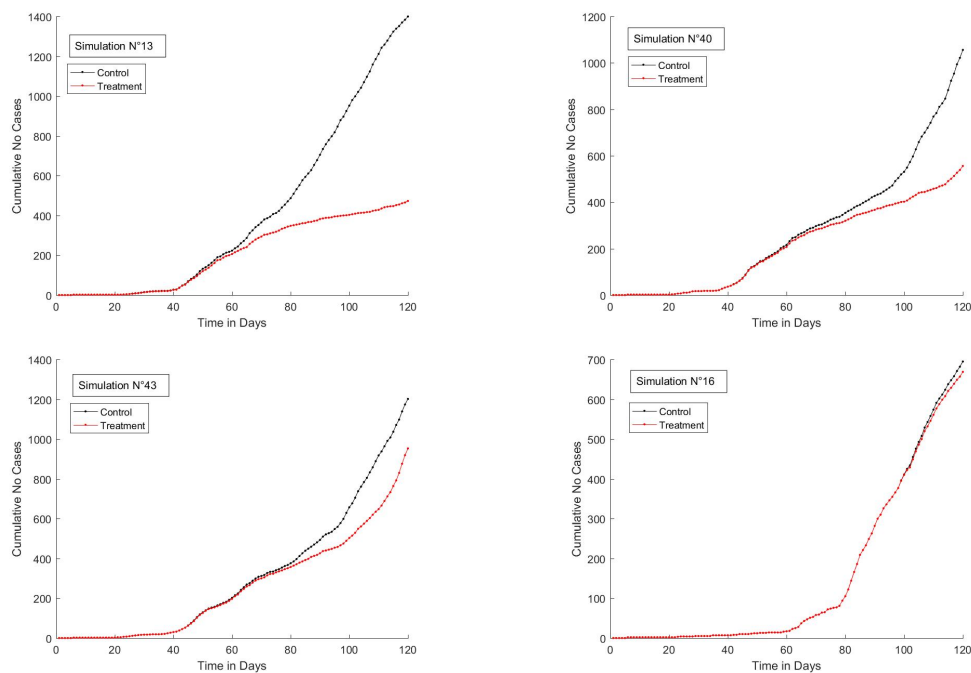 Simulation N°13
Control
Treatment
Cumulative No Cases
1400
1200
1000
800
600
400
200
0
0 20 40 60 80 100 120
Time in Days
Simulation N°40
Control
Treatment
Cumulative No Cases
1200
1000
800
600
400
200
0
0 20 40 60 80 100 120
Time in Days
Simulation N°43
Control
Treatment
Cumulative No Cases
1400
1200
1000
800
600
400
200
0
0 20 40 60 80 100 120
Time in Days
Simulation N°16
Control
Treatment
Cumulative No Cases
700
600
500
400
300
200
100
0
0 20 40 60 80 100 120
Time in Days